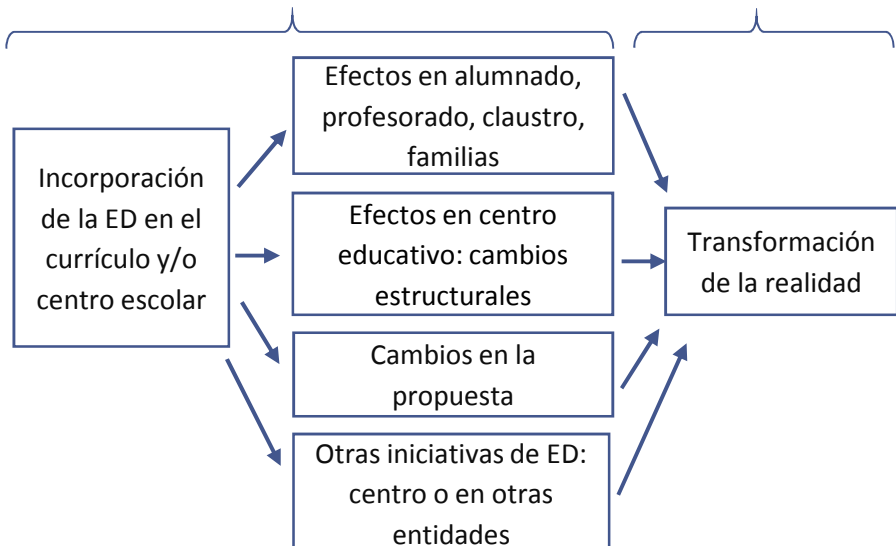 Efectos en alumnado,
profesorado, claustro,
familias
Incorporación
de la ED en el
currículo y/o
centro escolar
Efectos en centro
educativo: cambios
estructurales
Transformación
de la realidad
Cambios en la
propuesta
Otras iniciativas de ED:
centro o en otras
entidades